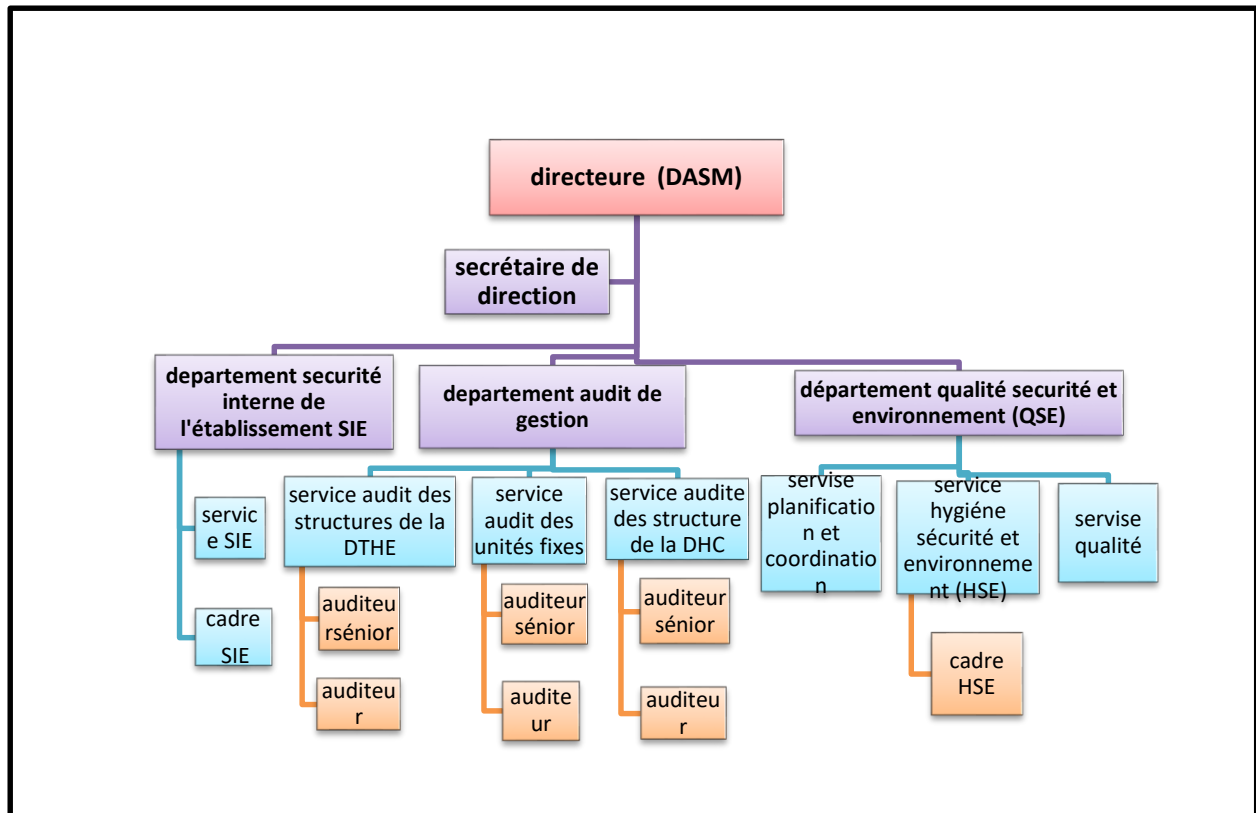 directeure  (DASM)
secrétaire de
direction
departement securité
interne de
l'établissement SIE
departement audit de
gestion
département qualité securité et
environnement (QSE)
servic
e SIE
cadre
SIE
service audit des
structures de la
DTHE
auditeu
rsénior
auditeu
r
service
audit des
unités fixes
auditeur
sénior
audite
ur
service audite
des structure
de la DHC
auditeur
sénior
auditeu
r
servise
planificatio
n et
coordinatio
n
service
hygiéne
sécurité et
environneme
nt (HSE)
cadre
HSE
servise
qualité